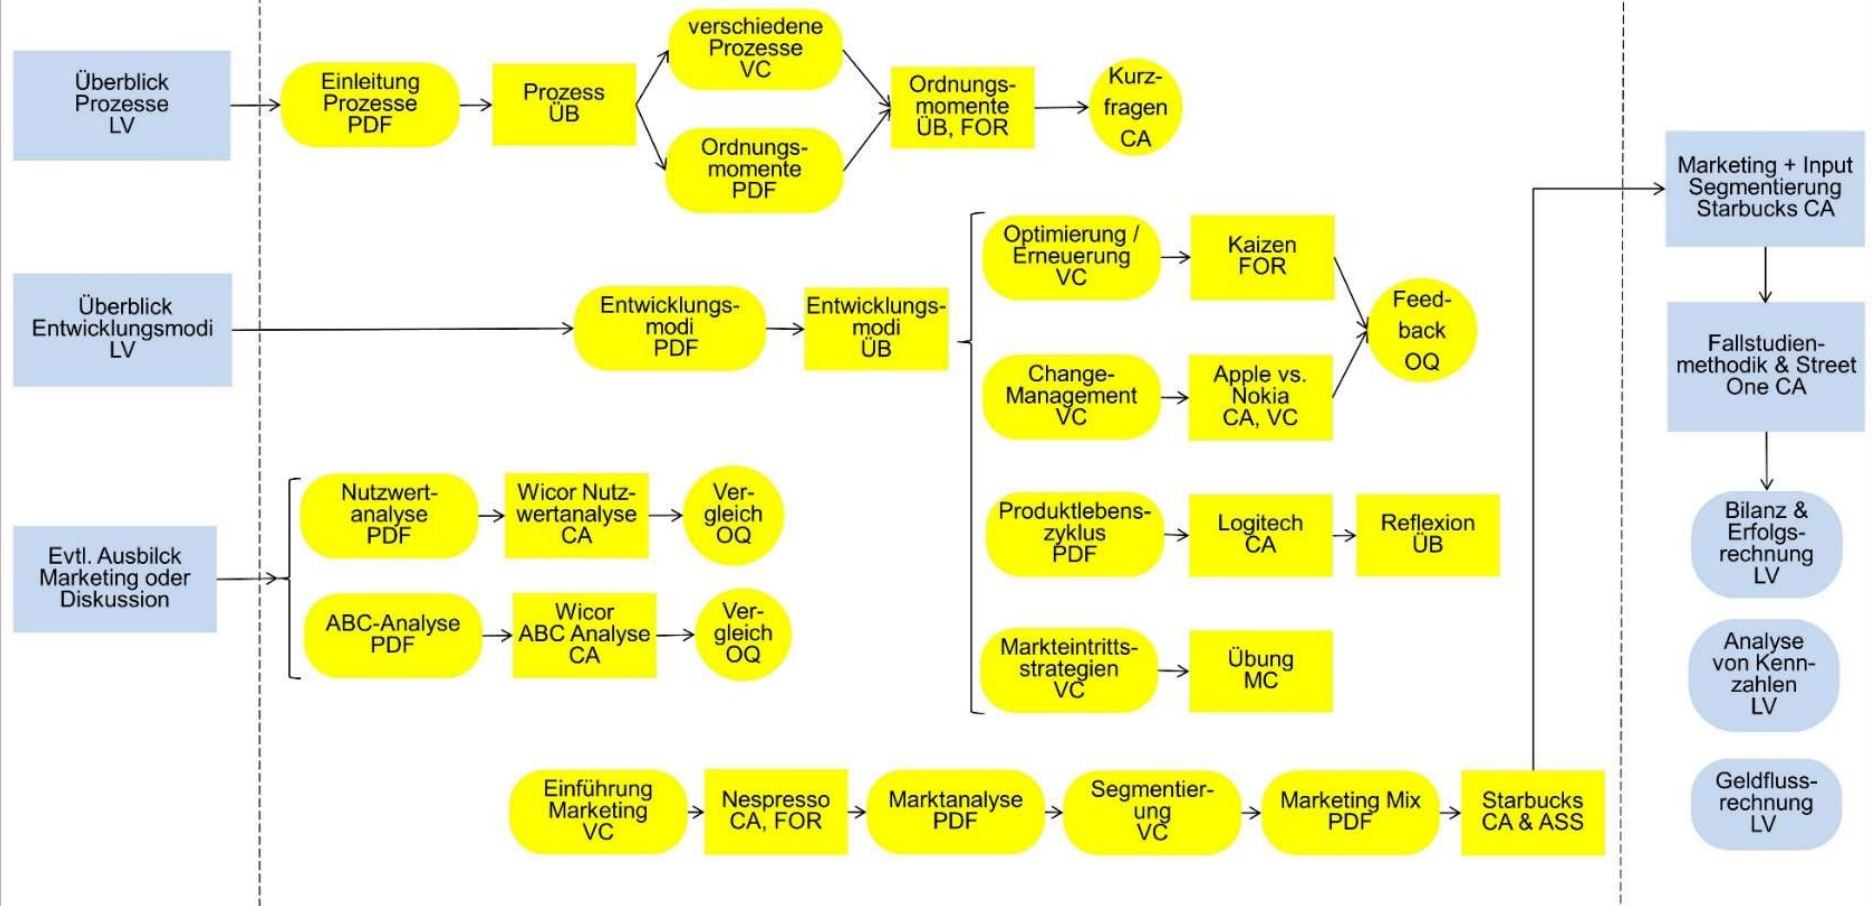 Überblick
Prozesse
LV
Einleitung
Prozesse
PDF
Prozess
ÜB
verschiedene
Prozesse
VC
Ordnungs-
momente
PDF
Ordnungs-
momente
ÜB, FOR
Kurz-
fragen
CA
Überblick
Entwicklungsmodi
LV
Entwicklungs-
modi
PDF
Entwicklungs-
modi
ÜB
Optimierung /
Erneuerung
VC
Kaizen
FOR
Change-
Management
VC
Apple vs.
Nokia
CA, VC
Feed-
back
OQ
Produktlebens-
zyklus
PDF
Logitech
CA
Reflexion
ÜB
Markteintritts-
strategien
VC
Übung
MC
Evtl. Ausbilck
Marketing oder
Diskussion
Nutzwert-
analyse
PDF
Wicor Nutz-
wertanalyse
CA
Ver-
gleich
OQ
ABC-Analyse
PDF
Wicor
ABC Analyse
CA
Ver-
gleich
OQ
Einführung
Marketing
VC
Nespresso
CA, FOR
Marktanalyse
PDF
Segmentier-
ung
VC
Marketing Mix
PDF
Starbucks
CA & ASS
Marketing + Input
Segmentierung
Starbucks CA
Fallstudien-
methodik & Street
One CA
Bilanz &
Erfolgs-
rechnung
LV
Analyse
von Kenn-
zahlen
LV
Geldfluss-
rechnung
LV